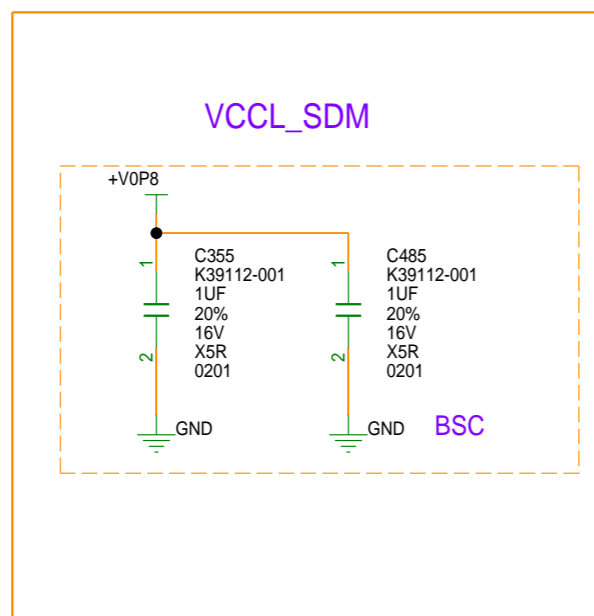 VCCL_SDM
+V0P8
1
C355
K39112-001
1UF
20%
16V
X5R
0201
2
GND
1
C485
K39112-001
1UF
20%
16V
X5R
0201
2
GND
BSC